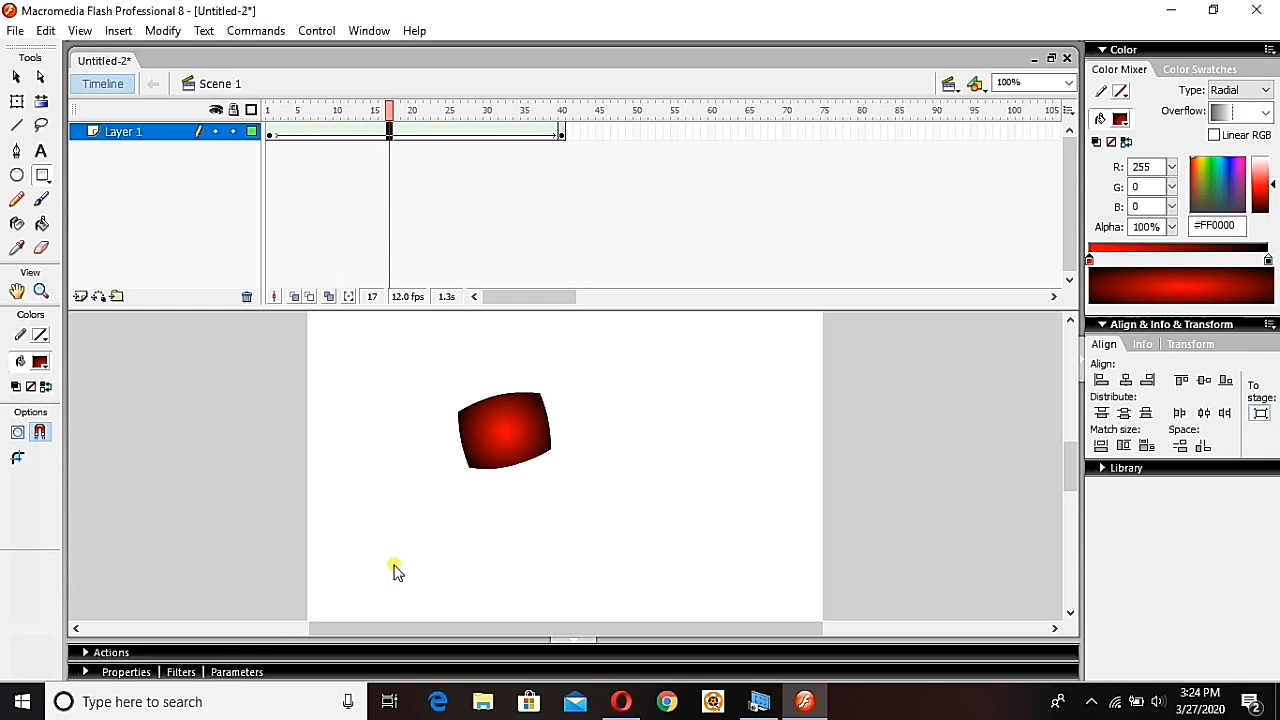 Macromedia Flash Professional 8 - [Untitled-2*]
File Edit View Insert Modify Text Commands Control Window Help
Tools
Untitled-2*
Timeline Scene 1 100%
1 5 10 15 20 25 30 35 40 45 50 55 60 65 70 75 80 85 90 95 100 105
Layer 1
17 12.0 fps 1.3s
View
Colors
Options
Color
Color Mixer Color Swatches
Type: Radial
Overflow:
Linear RGB
R: 255
G: 0
B: 0
Alpha: 100% #FF0000
Align & Info & Transform
Align Info Transform
Align:
Distribute:
Match size: Space:
To
stage:
Library
Actions
Properties Filters Parameters
Type here to search
3:24 PM
3/27/2020
2